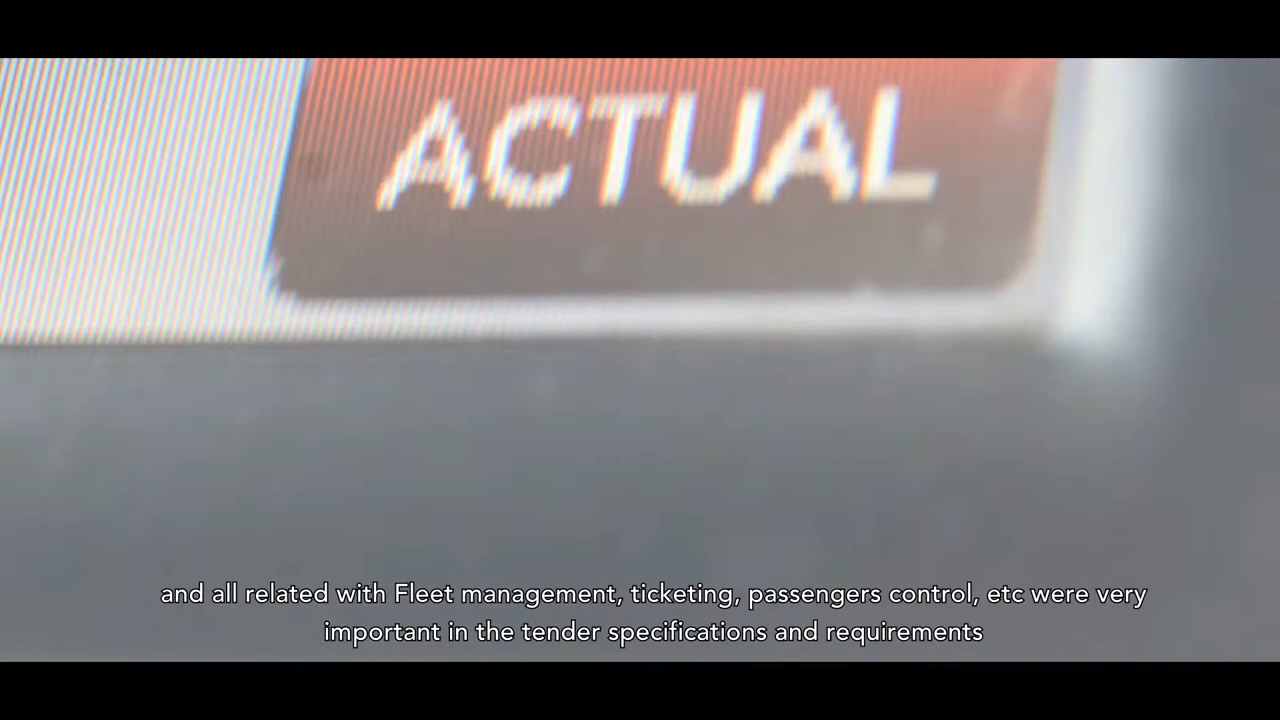 ACTUAL
and all related with Fleet management, ticketing, passengers control, etc were very
important in the tender specifications and requirements